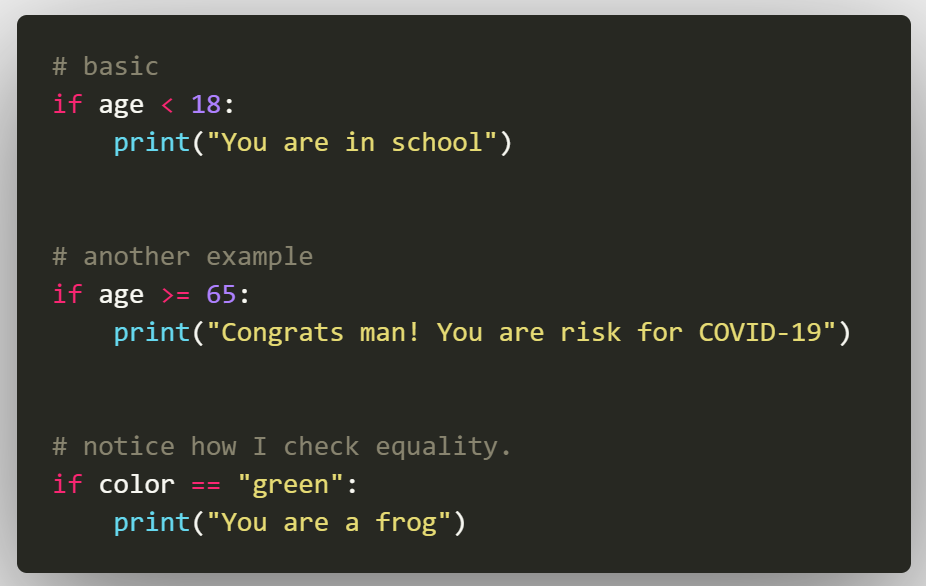 # basic
if age < 18:
    print("You are in school")
# another example
if age >= 65:
    print("Congrats man! You are risk for COVID-19")
# notice how I check equality.
if color == "green":
    print("You are a frog")